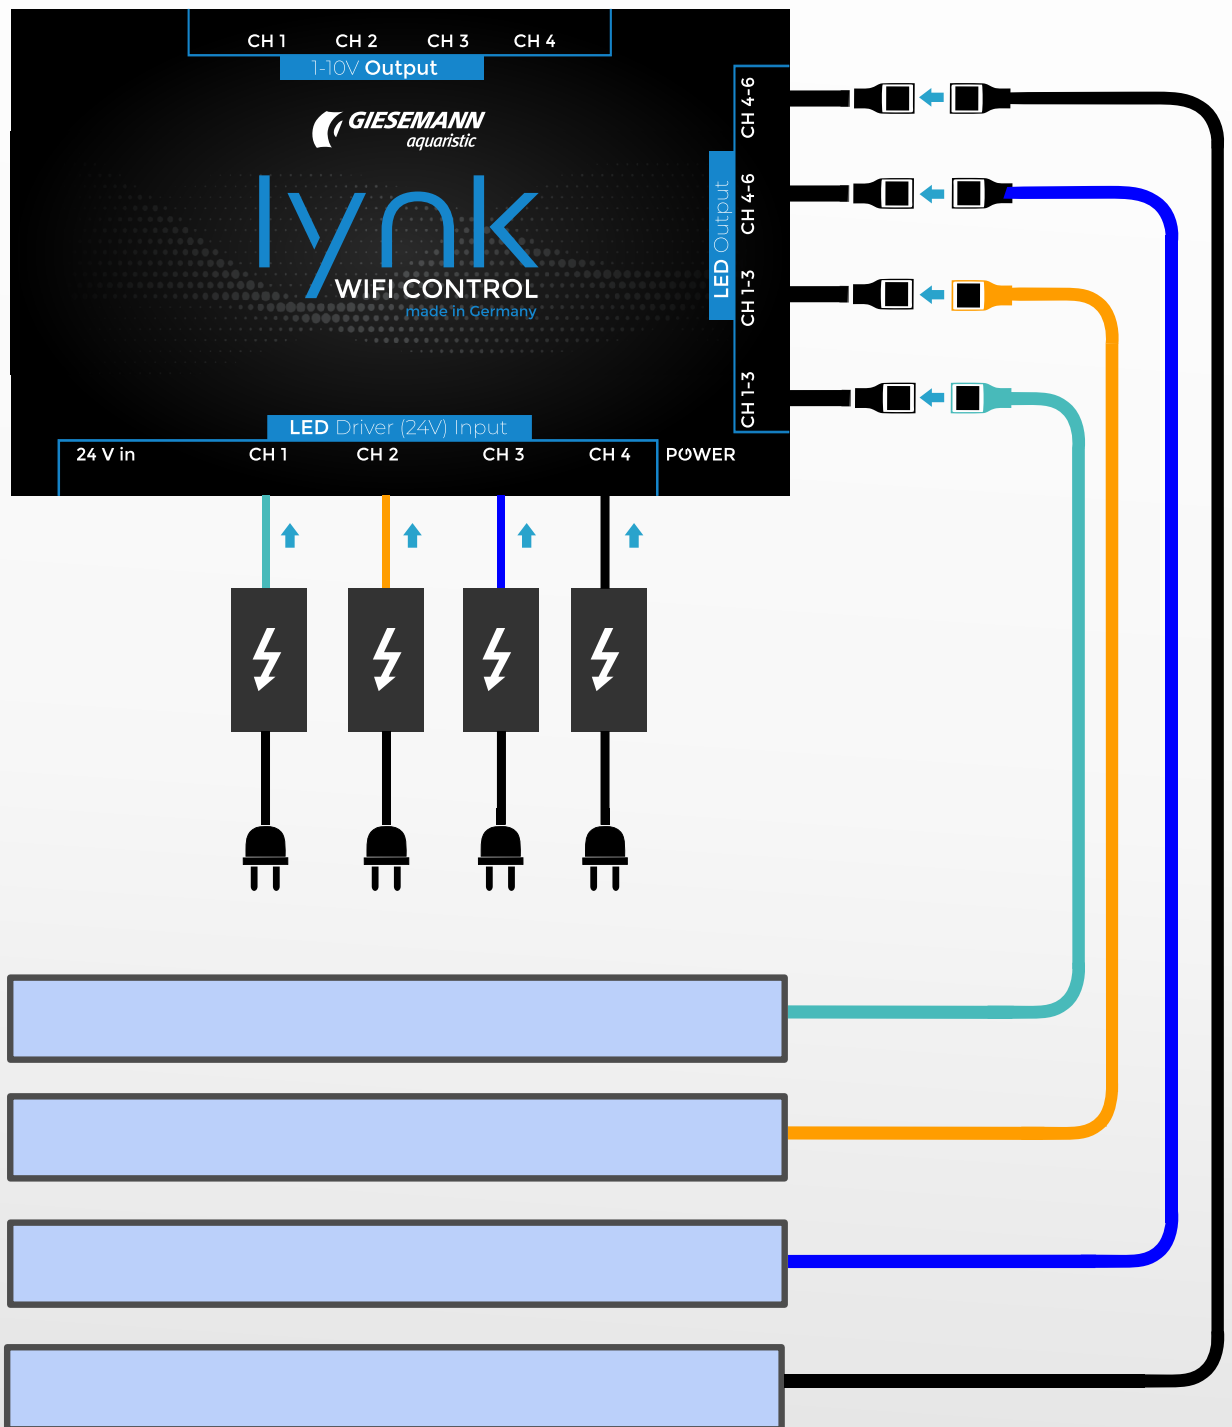 CH 1 CH 2 CH 3 CH 4
1-10V Output
GIESEMANN
aquaristic
lynk
WIFI CONTROL
made in Germany
CH 4-6
CH 4-6
CH 1-3
CH 1-3
LED Output
LED Driver (24V) Input
24 V in CH 1 CH 2 CH 3 CH 4 POWER